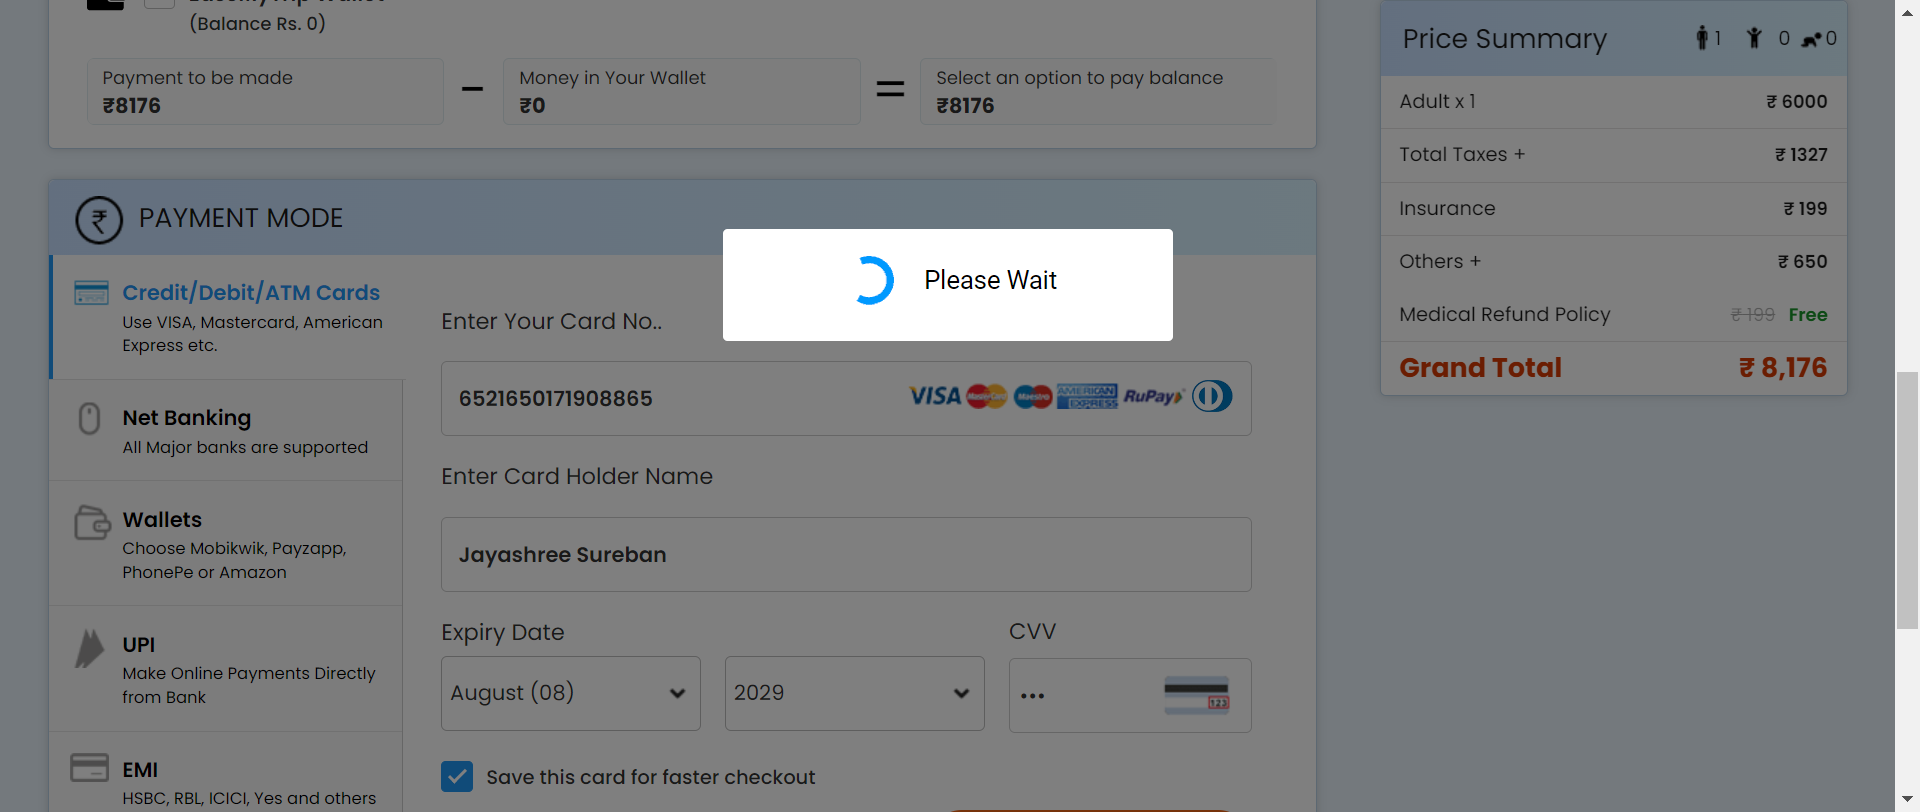 (Balance Rs. 0)
Payment to be made
₹8176
Money in Your Wallet
₹0
Select an option to pay balance
₹8176
PAYMENT MODE
Please Wait
Credit/Debit/ATM Cards
Use VISA, Mastercard, American
Express etc.
Net Banking
All Major banks are supported
Wallets
Choose Mobikwik, Payzapp,
PhonePe or Amazon
UPI
Make Online Payments Directly
from Bank
EMI
HSBC, RBL, ICICI, Yes and others
Enter Your Card No..
6521650171908865
VISA MasterCard Maestro AMERICAN EXPRESS RuPay
Enter Card Holder Name
Jayashree Sureban
Expiry Date
CVV
August (08)
2029
•••
123
Save this card for faster checkout
Price Summary
1 0 0
Adult x 1
₹ 6000
Total Taxes +
₹ 1327
Insurance
₹ 199
Others +
₹ 650
Medical Refund Policy
₹ 199 Free
Grand Total
₹ 8,176